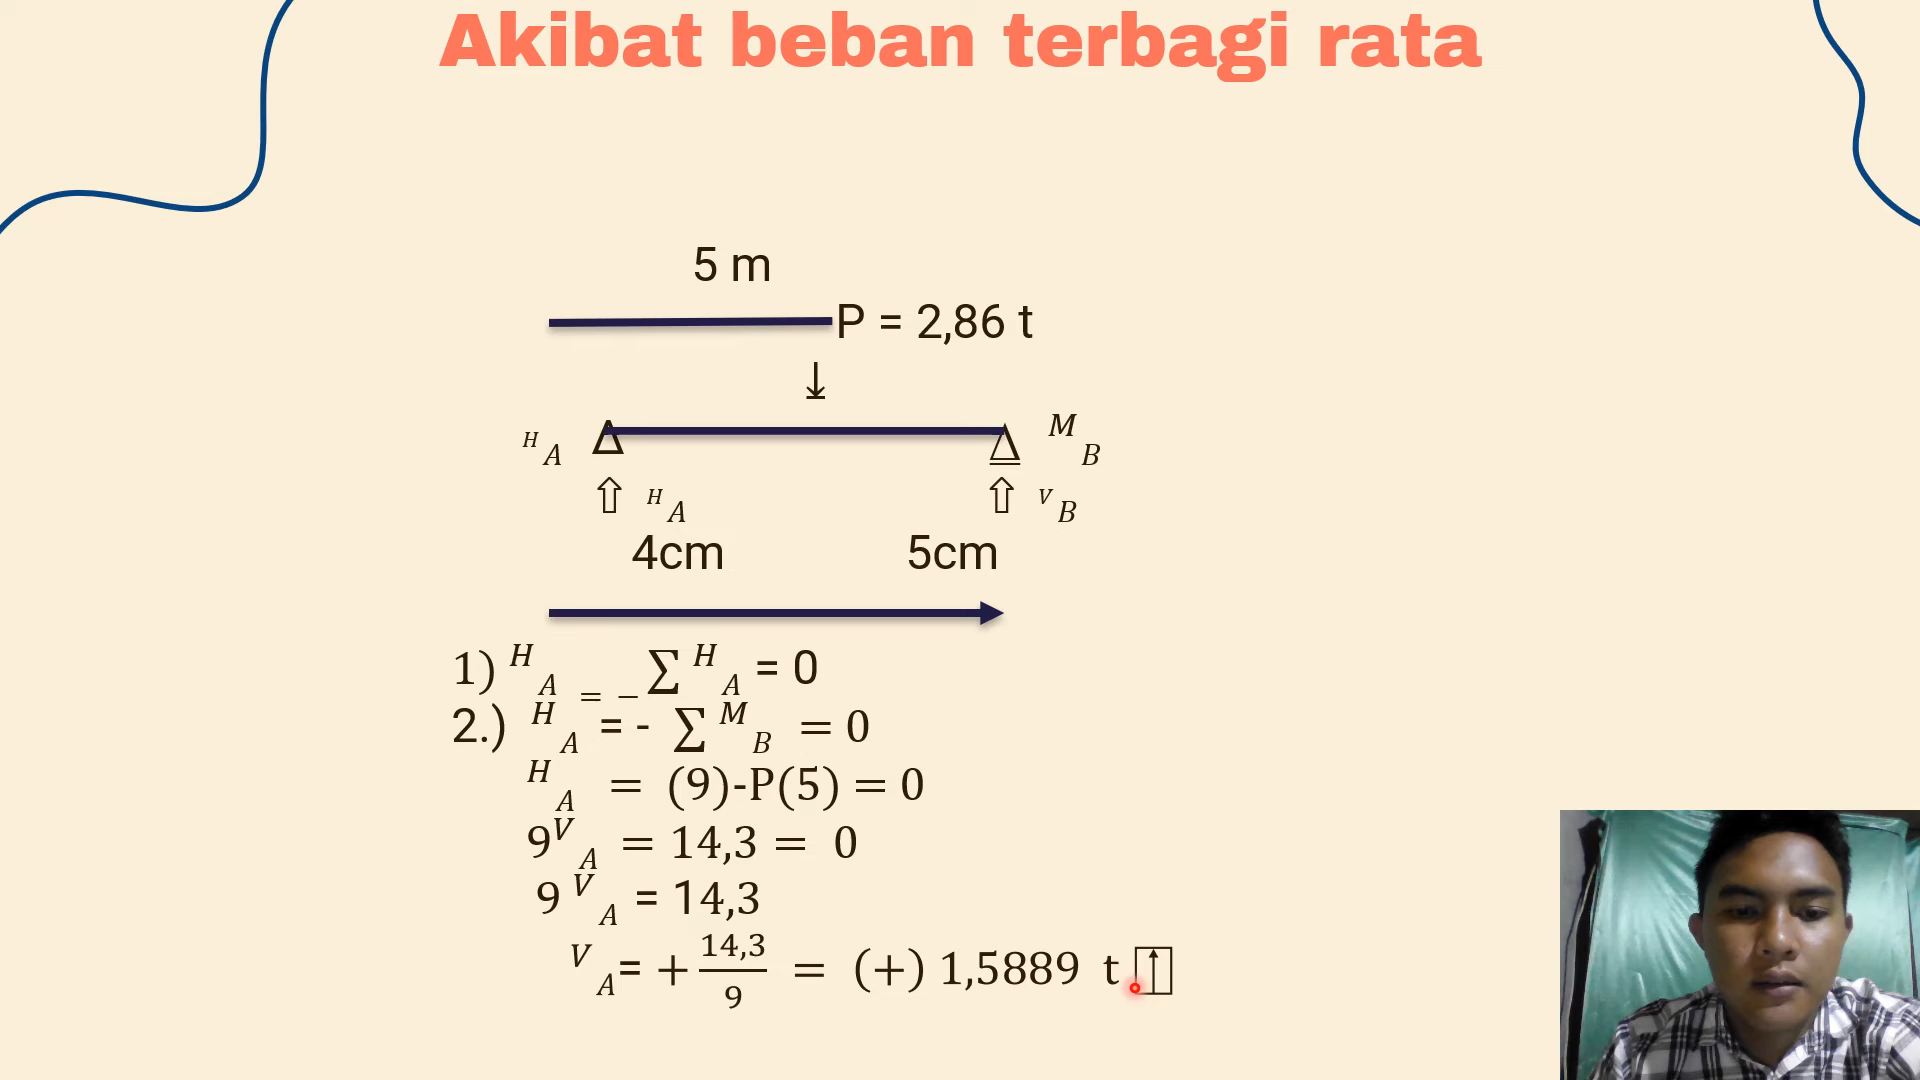 Akibat beban terbagi rata
5 m
P = 2,86 t
↓
H A Δ Δ M B
⇧ H A ⇧ V B
4cm 5cm
1) H A = − ∑ H A = 0
2.) H A = - ∑ M B = 0
H A = (9)-P(5) = 0
9 V A = 14,3 = 0
9 V A = 14,3
V A = + 14,3/9 = (+) 1,5889 t ↑